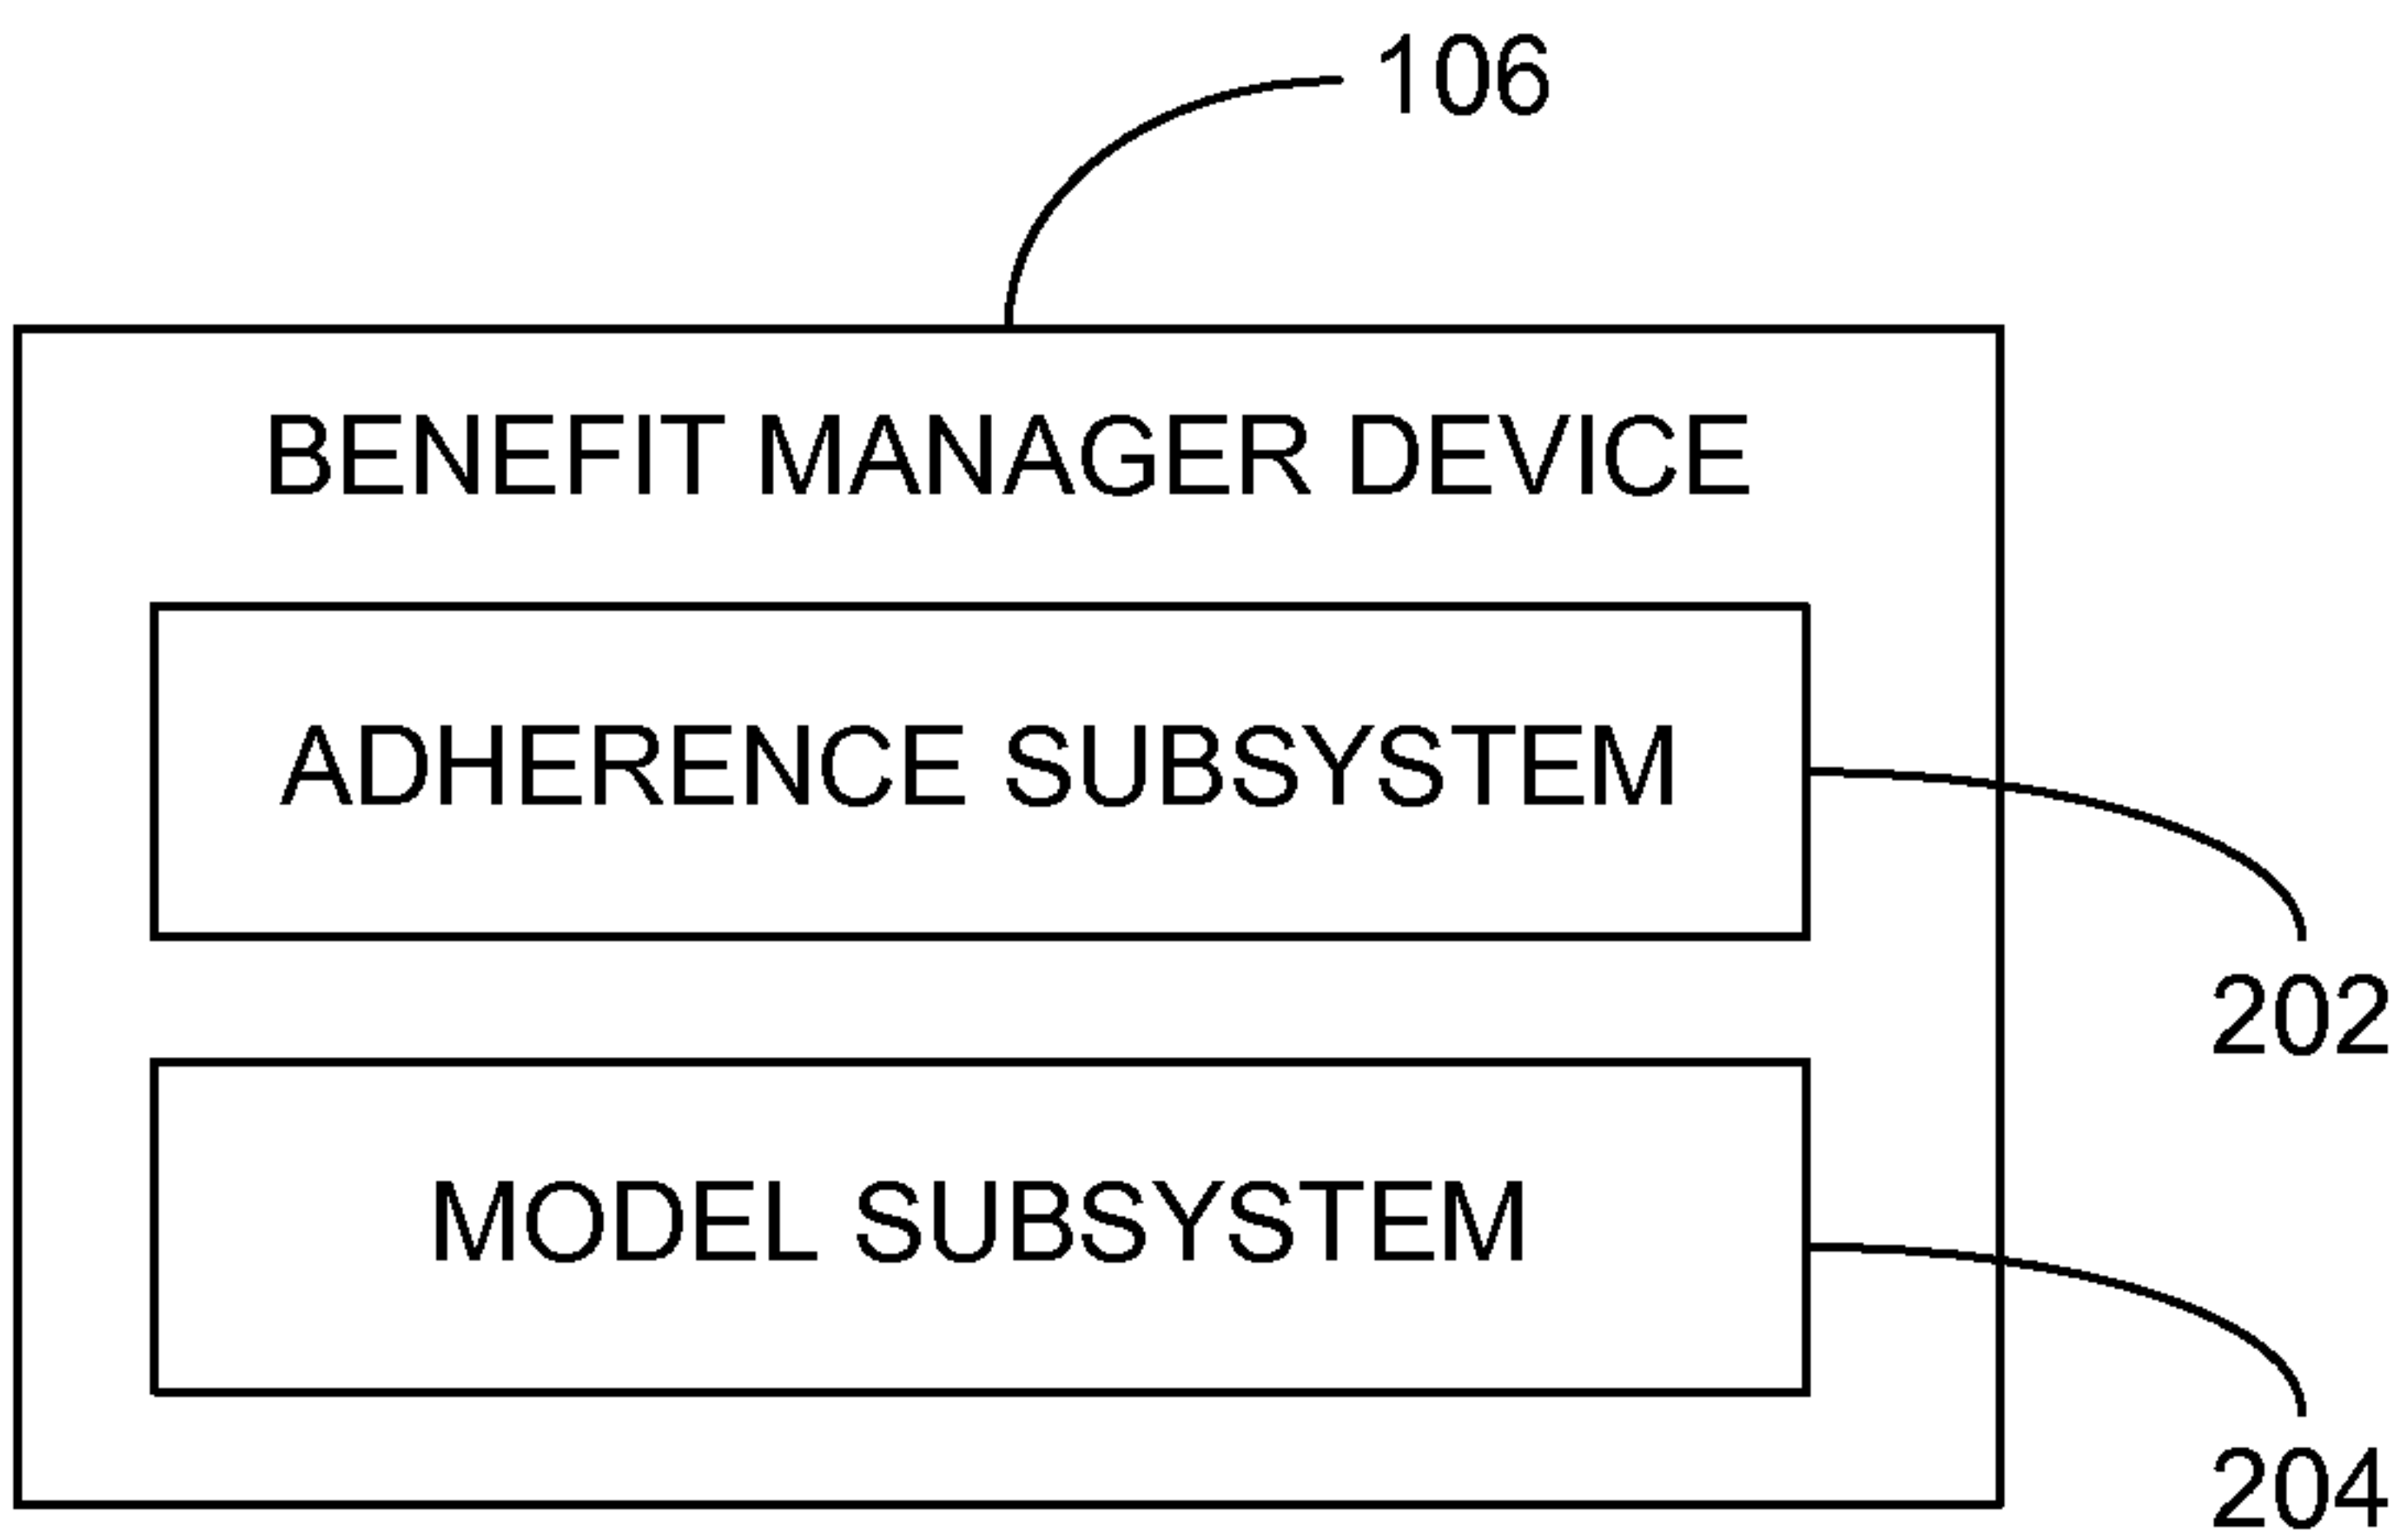 106
BENEFIT MANAGER DEVICE
ADHERENCE SUBSYSTEM
202
MODEL SUBSYSTEM
204